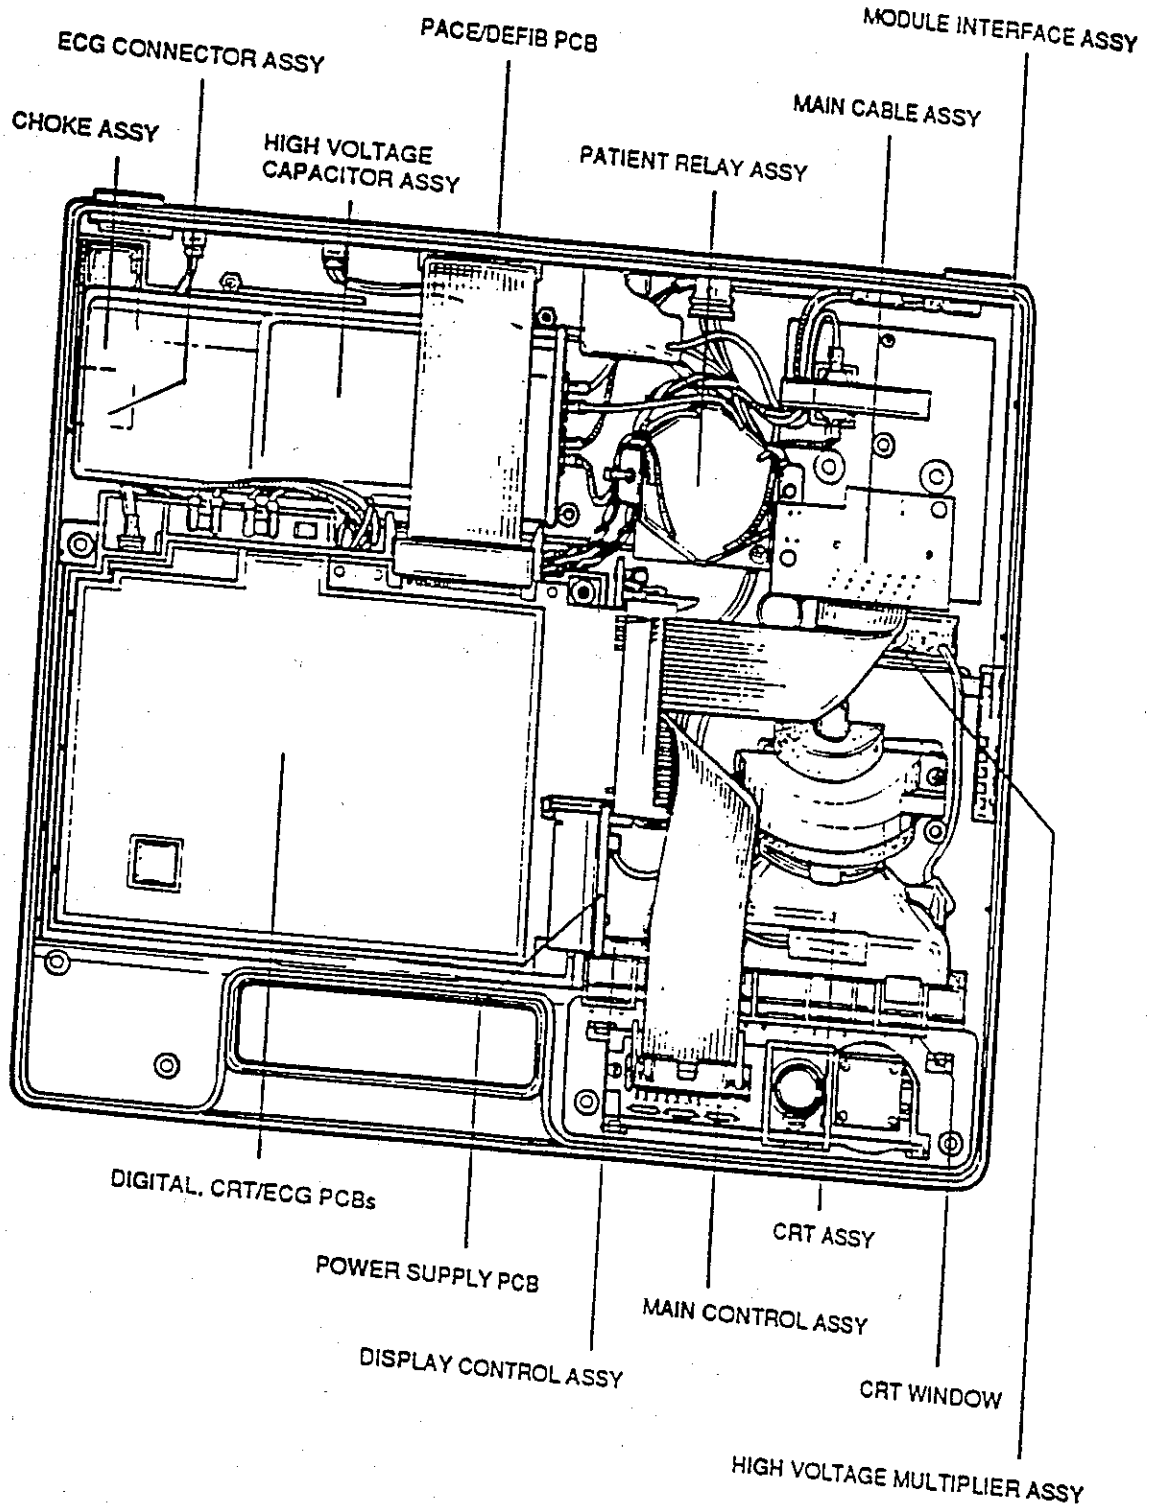 MODULE INTERFACE ASSY
PACE/DEFIB PCB
ECG CONNECTOR ASSY
MAIN CABLE ASSY
CHOKE ASSY
HIGH VOLTAGE
CAPACITOR ASSY
PATIENT RELAY ASSY
DIGITAL, CRT/ECG PCBs
CRT ASSY
POWER SUPPLY PCB
MAIN CONTROL ASSY
DISPLAY CONTROL ASSY
CRT WINDOW
HIGH VOLTAGE MULTIPLIER ASSY